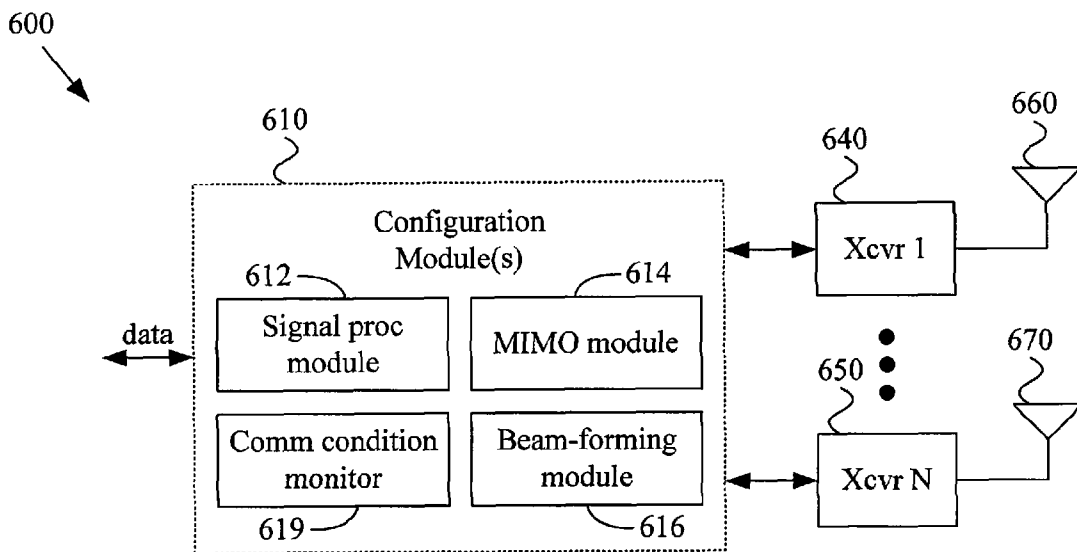 600
610
640
660
Configuration
Module(s)
Xcvr 1
612
614
Signal proc
module
MIMO module
data
650
670
Comm condition
monitor
Beam-forming
module
Xcvr N
619
616